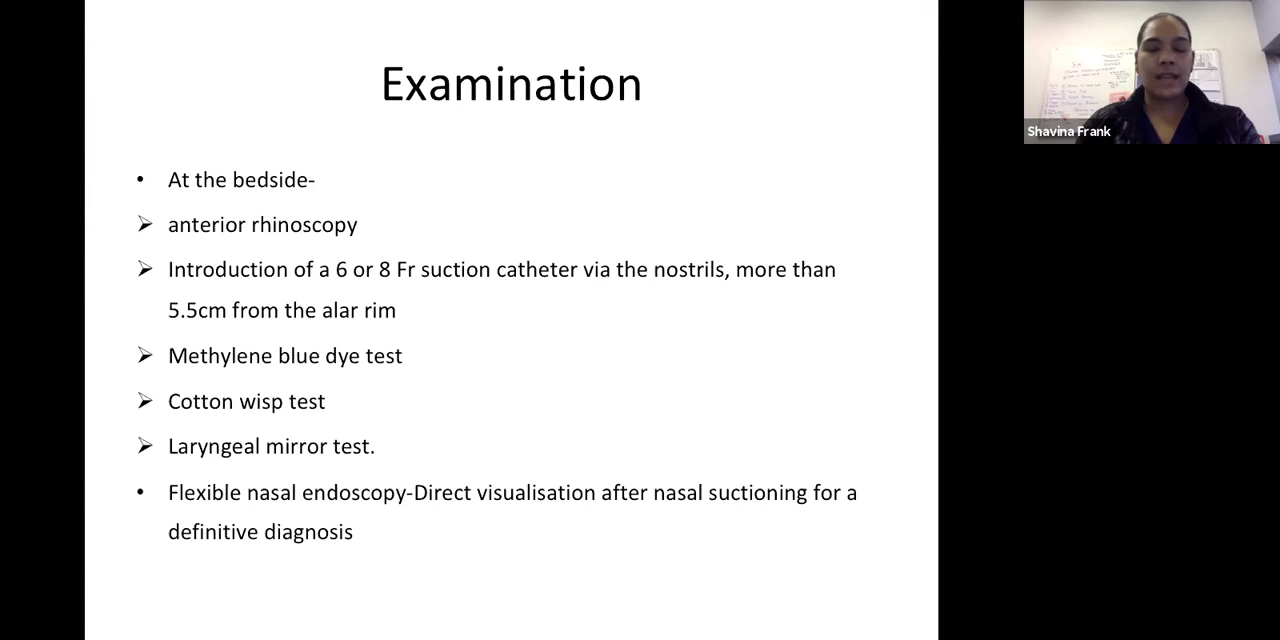 Examination
• At the bedside-
➢ anterior rhinoscopy
➢ Introduction of a 6 or 8 Fr suction catheter via the nostrils, more than
5.5cm from the alar rim
➢ Methylene blue dye test
➢ Cotton wisp test
➢ Laryngeal mirror test.
• Flexible nasal endoscopy-Direct visualisation after nasal suctioning for a
definitive diagnosis
Shavina Frank